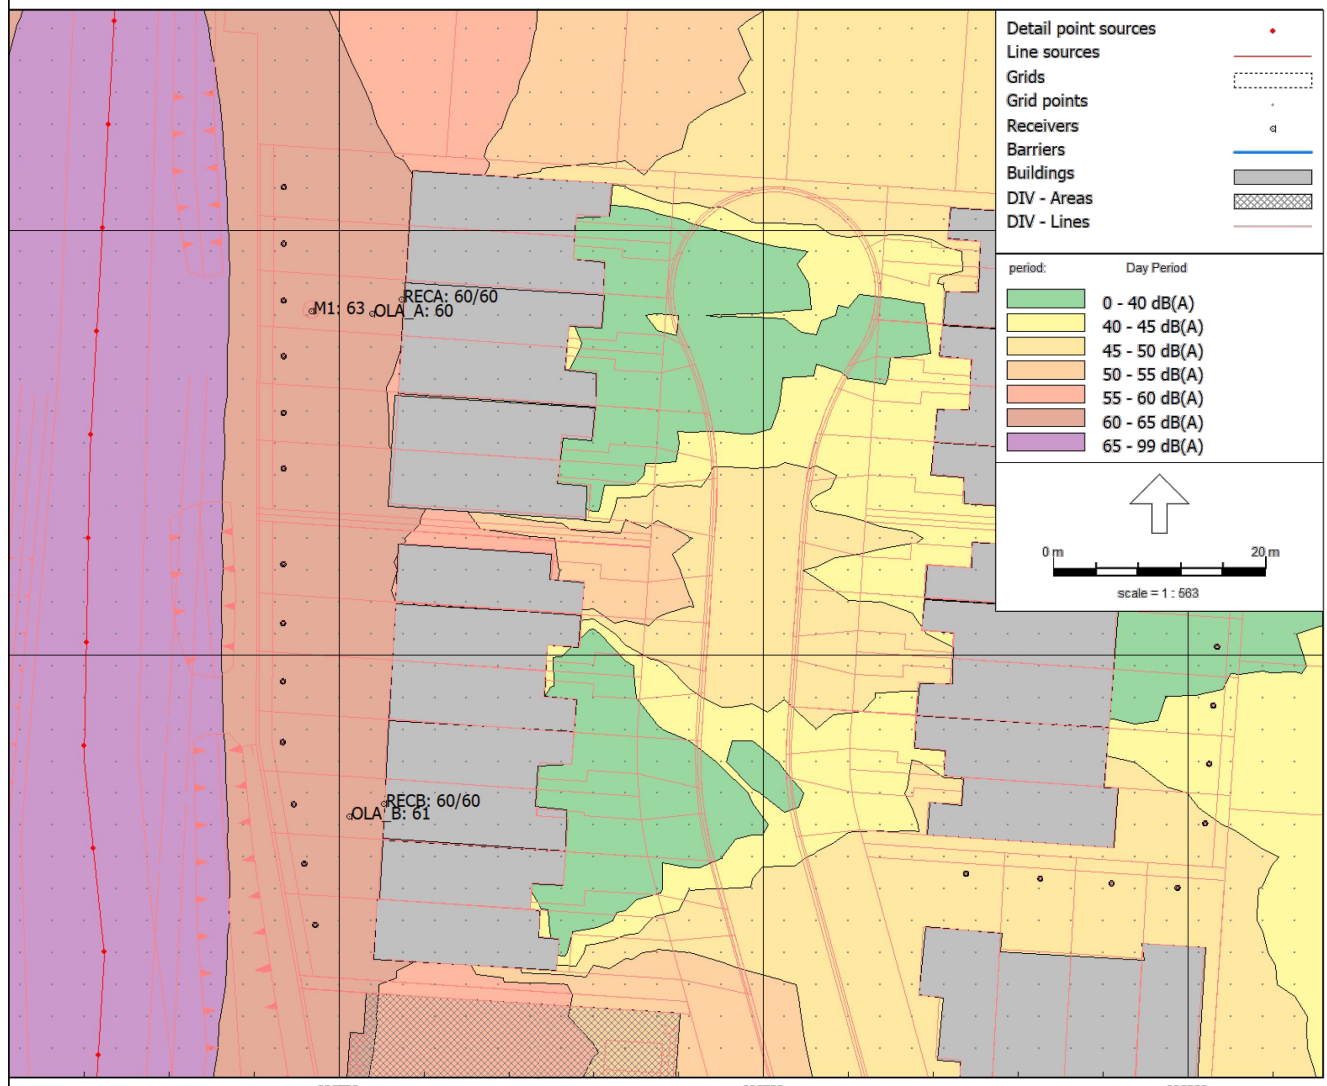 Detail point sources
Line sources
Grids
Grid points
Receivers
Barriers
Buildings
DIV - Areas
DIV - Lines
period: Day Period
0 - 40 dB(A)
40 - 45 dB(A)
45 - 50 dB(A)
50 - 55 dB(A)
55 - 60 dB(A)
60 - 65 dB(A)
65 - 99 dB(A)
0 m 20 m
scale = 1 : 563
RECA: 60/60
M1: 63
OLA_A: 60
RECB: 60/60
OLA_B: 61